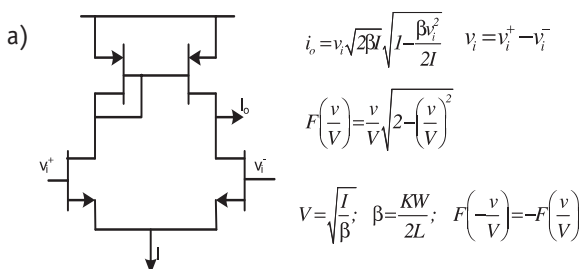 a)
i_o=v_i√2βI √1-βv_i²/2I    v_i=v_i⁺-v_i⁻
F(v/V)=v/V √2-(v/V)²
I_o
v_i⁺
v_i⁻
V=√I/β;  β=KW/2L;  F(-v/V)=-F(v/V)
I